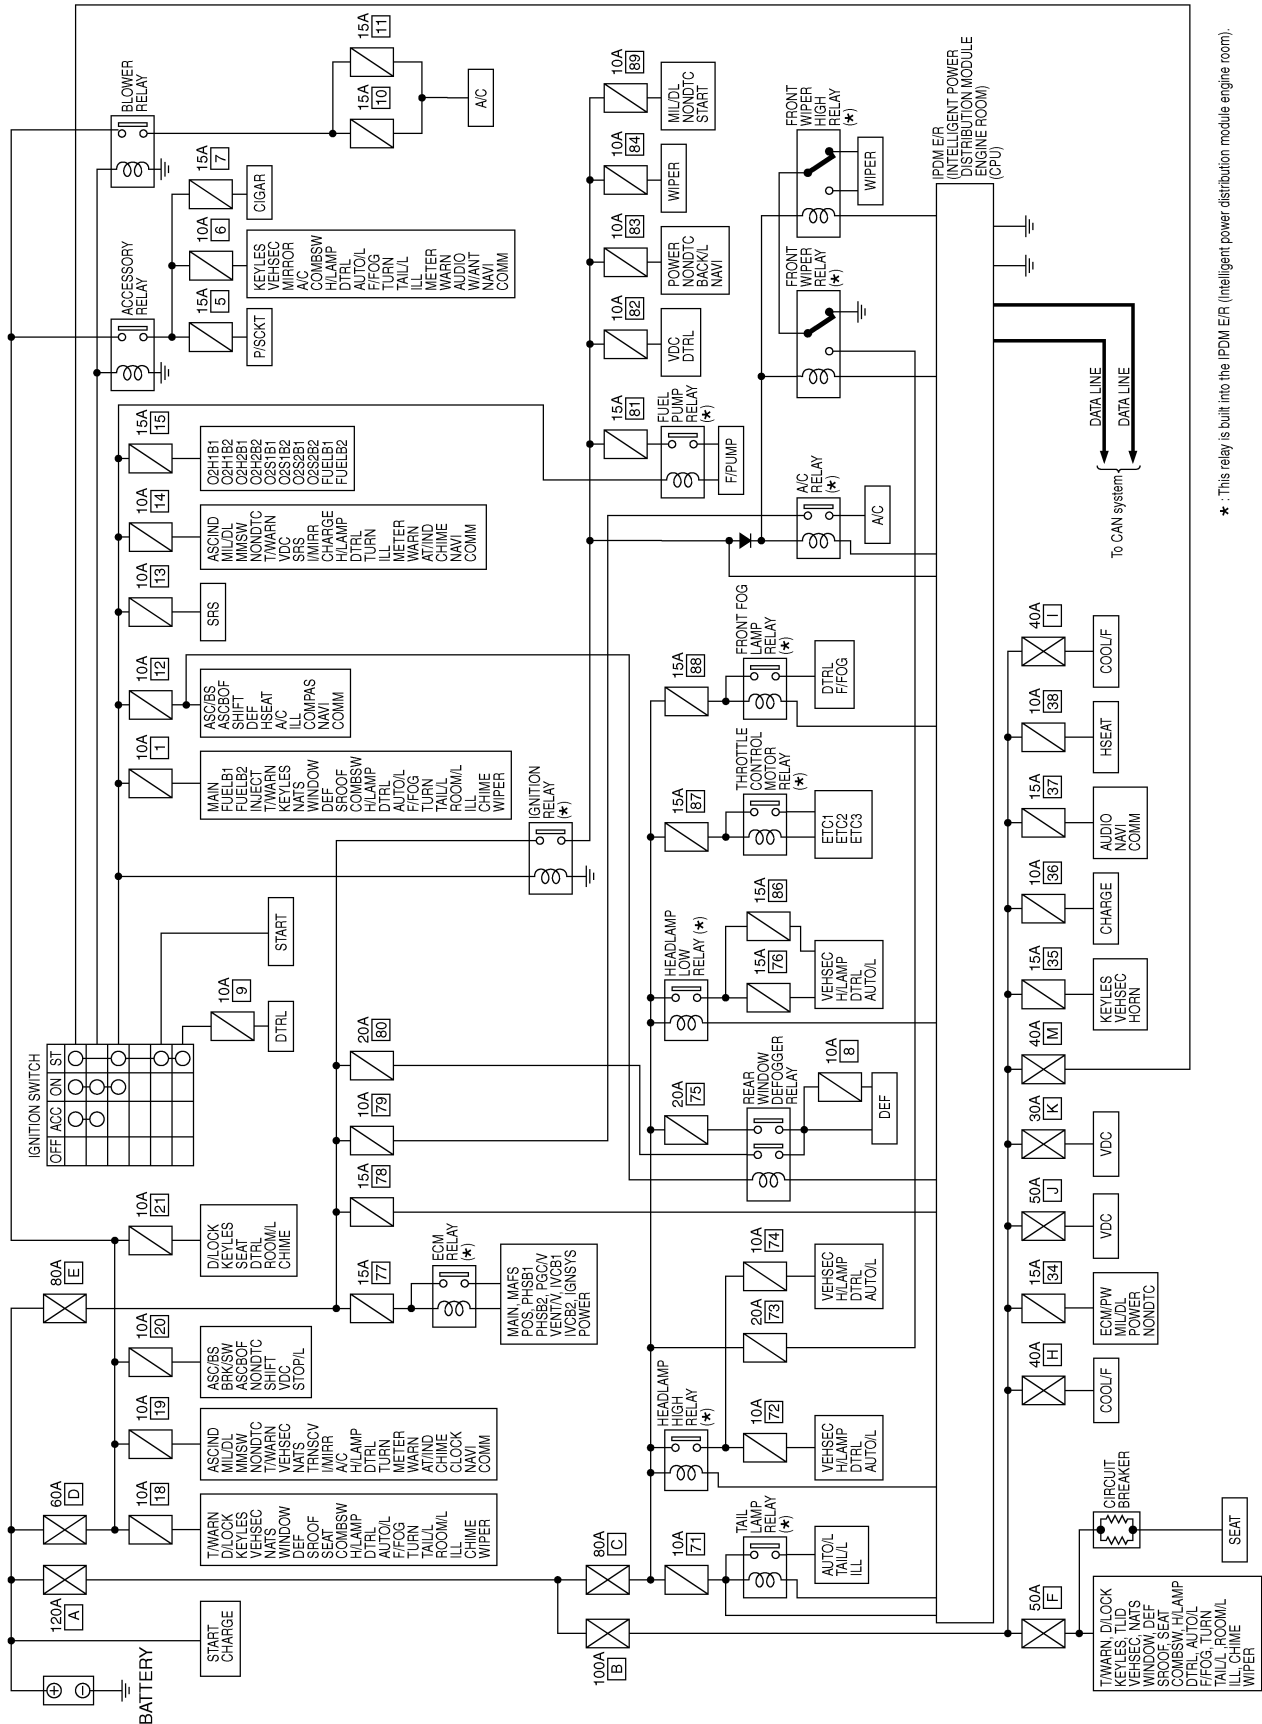 BATTERY
START
CHARGE
120A
A
60A
D
80A
E
10A
18
T/WARN
D/LOCK
KEYLES
VEHSEC
NATS
WINDOW
DEF
SROOF
SEAT
COMBSW
H/LAMP
DTRL
AUTO/L
F/FOG
TURN
TAIL/L
ROOM/L
ILL
CHIME
WIPER
10A
19
ASCIND
MIL/DL
MMSW
NONDTC
T/WARN
VEHSEC
NATS
TRNSCV
I/MIRR
A/C
H/LAMP
DTRL
TURN
METER
WARN
AT/IND
CHIME
CLOCK
NAVI
COMM
10A
20
ASC/BS
BRK/SW
ASCBOF
NONDTC
SHIFT
VDC
STOP/L
10A
21
D/LOCK
KEYLES
SEAT
DTRL
ROOM/L
CHIME
IGNITION SWITCH
OFF ACC ON ST
10A
9
DTRL
START
10A
1
MAIN
FUELB1
FUELB2
INJECT
T/WARN
KEYLES
NATS
WINDOW
DEF
SROOF
COMBSW
H/LAMP
DTRL
AUTO/L
F/FOG
TURN
TAIL/L
ROOM/L
ILL
CHIME
WIPER
10A
12
ASC/BS
ASCBOF
SHIFT
DEF
HSEAT
A/C
ILL
COMPAS
NAVI
COMM
10A
13
SRS
10A
14
ASCIND
MIL/DL
MMSW
NONDTC
T/WARN
VDC
SRS
I/MIRR
CHARGE
H/LAMP
DTRL
TURN
ILL
METER
WARN
AT/IND
CHIME
NAVI
COMM
15A
15
O2H1B1
O2H1B2
O2H2B1
O2H2B2
O2S1B1
O2S1B2
O2S2B1
O2S2B2
FUELB1
FUELB2
ACCESSORY
RELAY
15A
5
P/SCKT
10A
6
KEYLES
VEHSEC
MIRROR
A/C
COMBSW
H/LAMP
DTRL
AUTO/L
F/FOG
TURN
TAIL/L
ILL
METER
WARN
AUDIO
W/ANT
NAVI
COMM
15A
7
CIGAR
BLOWER
RELAY
15A
10
15A
11
A/C
15A
77
ECM
RELAY
(*)
MAIN, MAFS
POS, PHSB1
PHSB2, PGC/V
VENT/V, IVCB1
IVCB2, IGNSYS
POWER
15A
78
10A
79
20A
80
IGNITION
RELAY
(*)
100A
B
80A
C
10A
71
TAIL
LAMP
RELAY
(*)
AUTO/L
TAIL/L
ILL
HEADLAMP
HIGH
RELAY
(*)
10A
72
VEHSEC
H/LAMP
DTRL
AUTO/L
20A
73
10A
74
VEHSEC
H/LAMP
DTRL
AUTO/L
20A
75
REAR
WINDOW
DEFOGGER
RELAY
10A
8
DEF
HEADLAMP
LOW
RELAY (*)
15A
76
15A
86
VEHSEC
H/LAMP
DTRL
AUTO/L
15A
87
THROTTLE
CONTROL
MOTOR
RELAY
(*)
ETC1
ETC2
ETC3
15A
88
FRONT FOG
LAMP
RELAY
(*)
DTRL
F/FOG
15A
81
FUEL
PUMP
RELAY
(*)
F/PUMP
10A
82
VDC
DTRL
10A
83
POWER
NONDTC
BACK/L
NAVI
10A
84
WIPER
10A
89
MIL/DL
NONDTC
START
A/C
RELAY
(*)
A/C
FRONT
WIPER
RELAY
(*)
FRONT
WIPER
HIGH
RELAY
(*)
WIPER
IPDM E/R
(INTELLIGENT POWER
DISTRIBUTION MODULE
ENGINE ROOM)
(CPU)
50A
F
T/WARN, D/LOCK
KEYLES, TLID
VEHSEC, NATS
WINDOW, DEF
SROOF, SEAT
COMBSW, H/LAMP
DTRL, AUTO/L
F/FOG, TURN
TAIL/L ,ROOM/L
ILL, CHIME
WIPER
CIRCUIT
BREAKER
SEAT
40A
H
COOL/F
15A
34
ECM/PW
MIL/DL
POWER
NONDTC
50A
J
VDC
30A
K
VDC
40A
M
15A
35
KEYLES
VEHSEC
HORN
10A
36
CHARGE
15A
37
AUDIO
NAVI
COMM
10A
38
HSEAT
40A
I
COOL/F
DATA LINE
DATA LINE
To CAN system
* : This relay is built into the IPDM E/R (Intelligent power distribution module engine room).